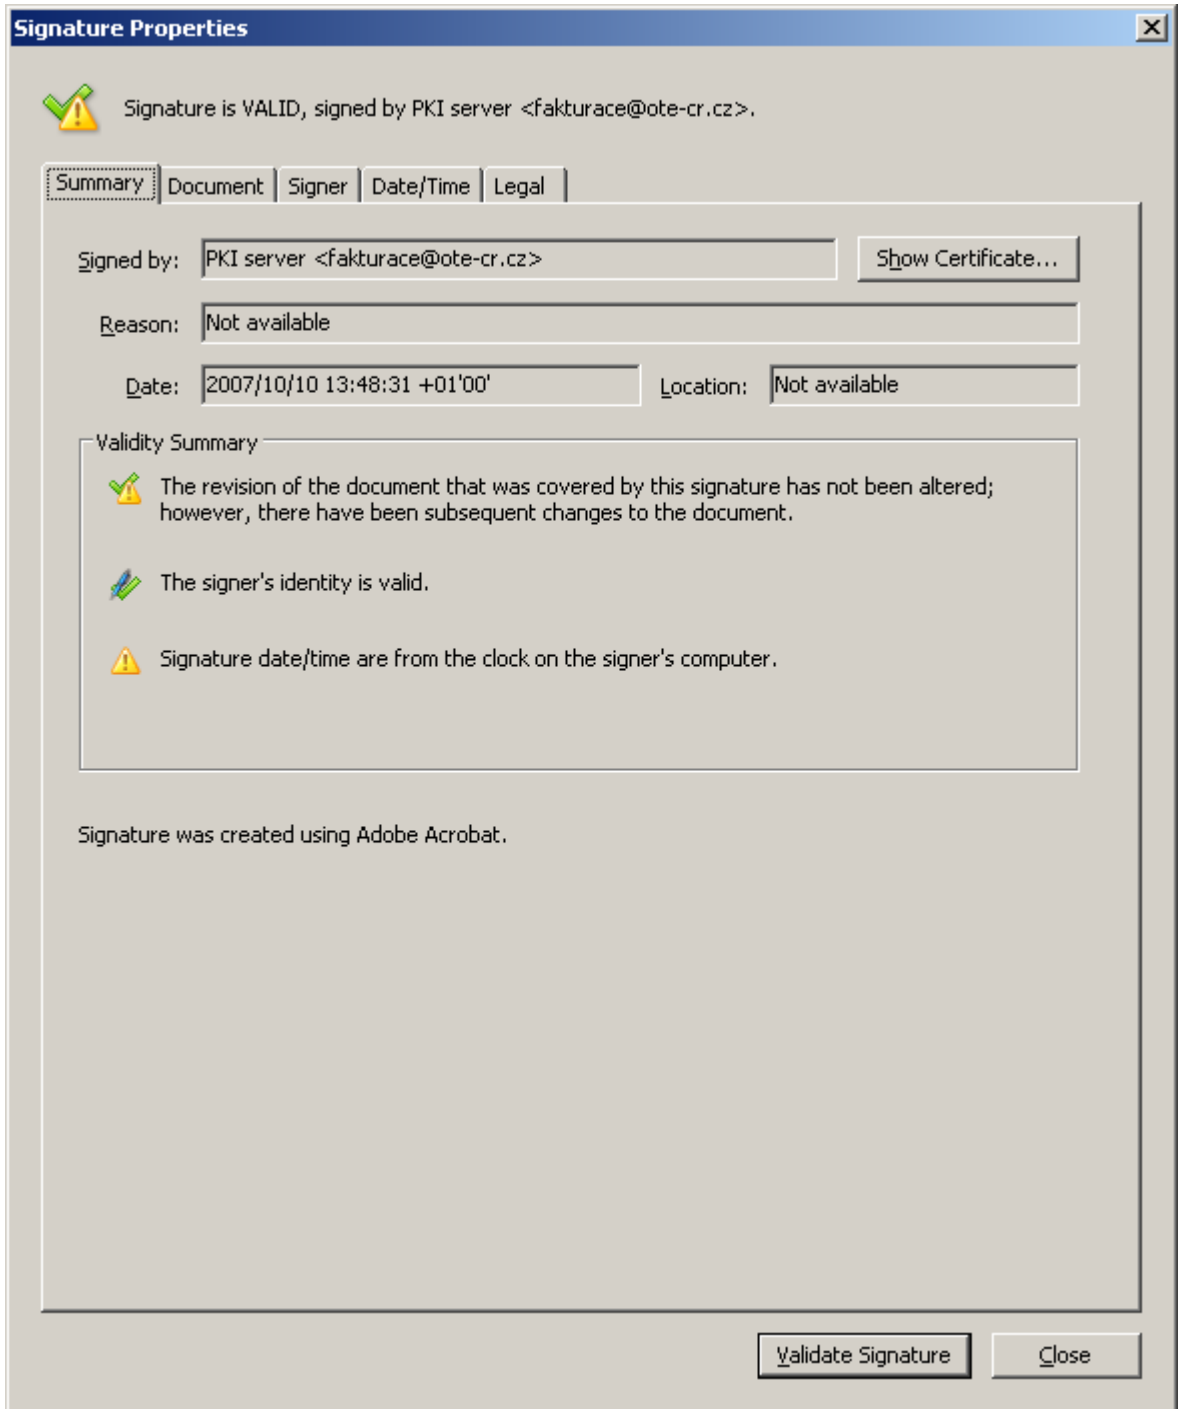 Signature Properties
Signature is VALID, signed by PKI server <fakturace@ote-cr.cz>.
Summary Document Signer Date/Time Legal
Signed by: PKI server <fakturace@ote-cr.cz> Show Certificate...
Reason: Not available
Date: 2007/10/10 13:48:31 +01'00' Location: Not available
Validity Summary
The revision of the document that was covered by this signature has not been altered;
however, there have been subsequent changes to the document.
The signer's identity is valid.
Signature date/time are from the clock on the signer's computer.
Signature was created using Adobe Acrobat.
Validate Signature Close